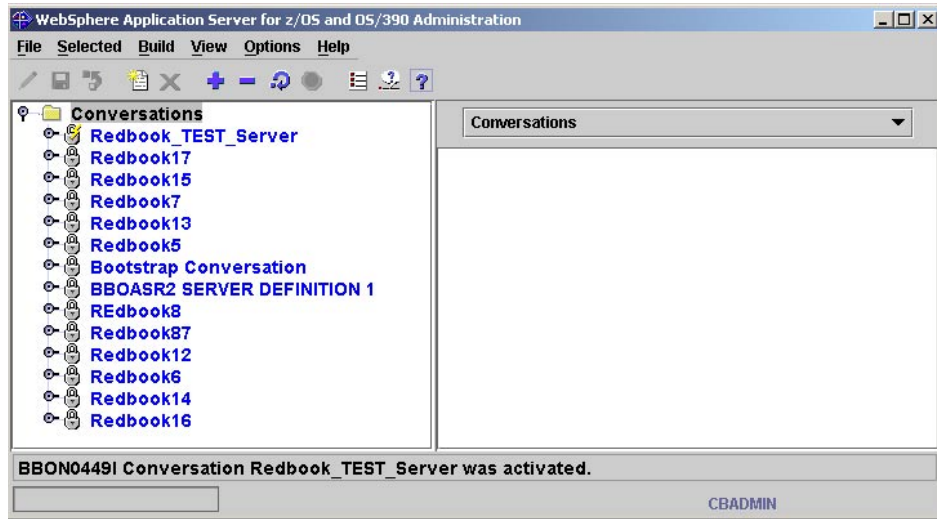 WebSphere Application Server for z/OS and OS/390 Administration
File Selected Build View Options Help
Conversations
Redbook_TEST_Server
Redbook17
Redbook15
Redbook7
Redbook13
Redbook5
Bootstrap Conversation
BBOASR2 SERVER DEFINITION 1
REdbook8
Redbook87
Redbook12
Redbook6
Redbook14
Redbook16
Conversations
BBON0449I Conversation Redbook_TEST_Server was activated.
CBADMIN